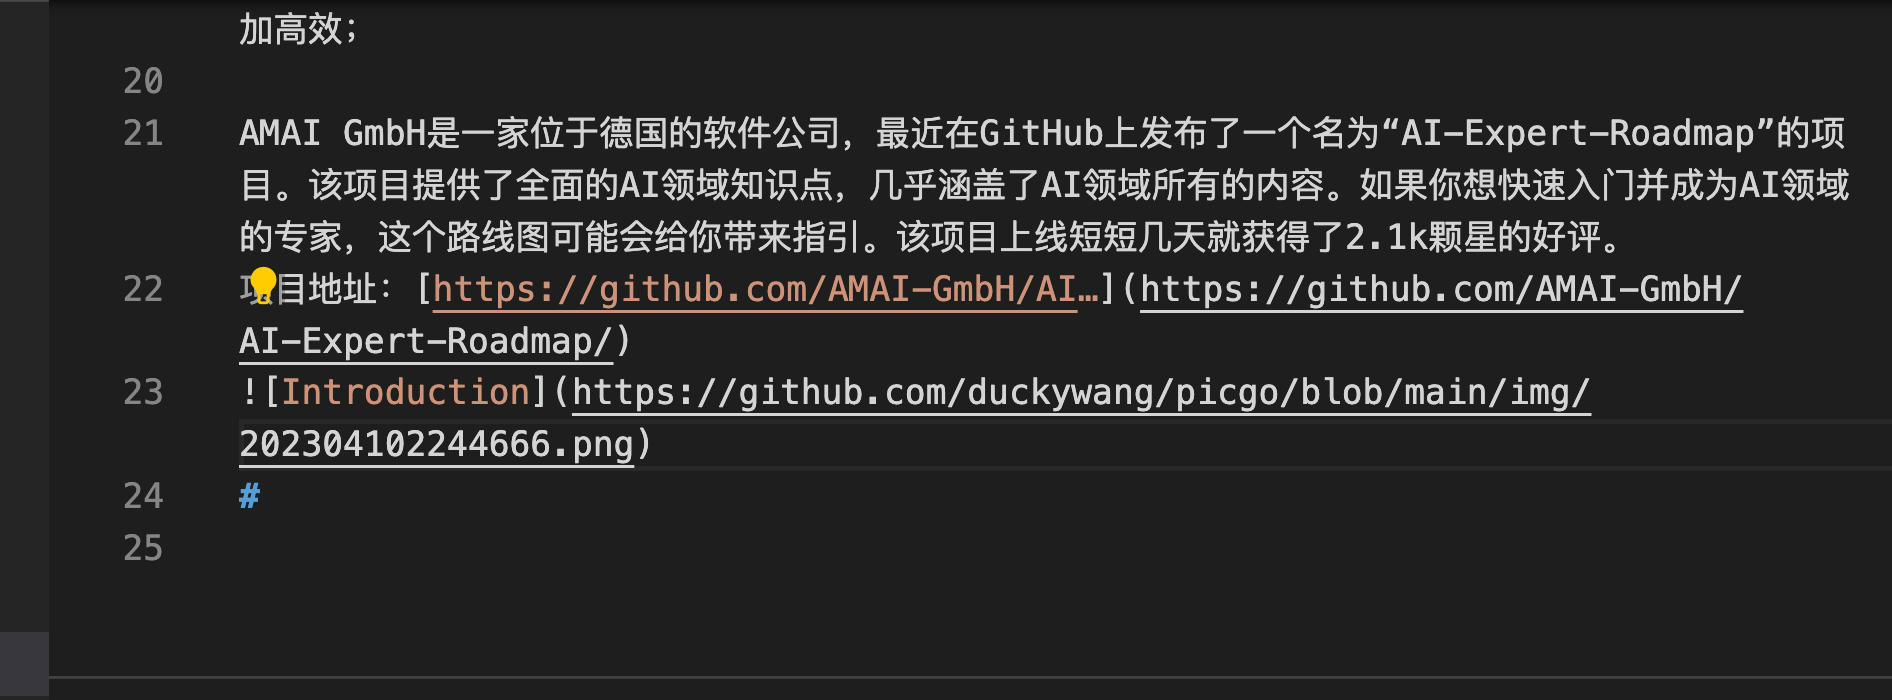 加高效；
20
21 AMAI GmbH是一家位于德国的软件公司，最近在GitHub上发布了一个名为“AI-Expert-Roadmap”的项
目。该项目提供了全面的AI领域知识点，几乎涵盖了AI领域所有的内容。如果你想快速入门并成为AI领域
的专家，这个路线图可能会给你带来指引。该项目上线短短几天就获得了2.1k颗星的好评。
22 项目地址：[https://github.com/AMAI-GmbH/AI…](https://github.com/AMAI-GmbH/
AI-Expert-Roadmap/)
23 ![Introduction](https://github.com/duckywang/picgo/blob/main/img/
202304102244666.png)
24 #
25